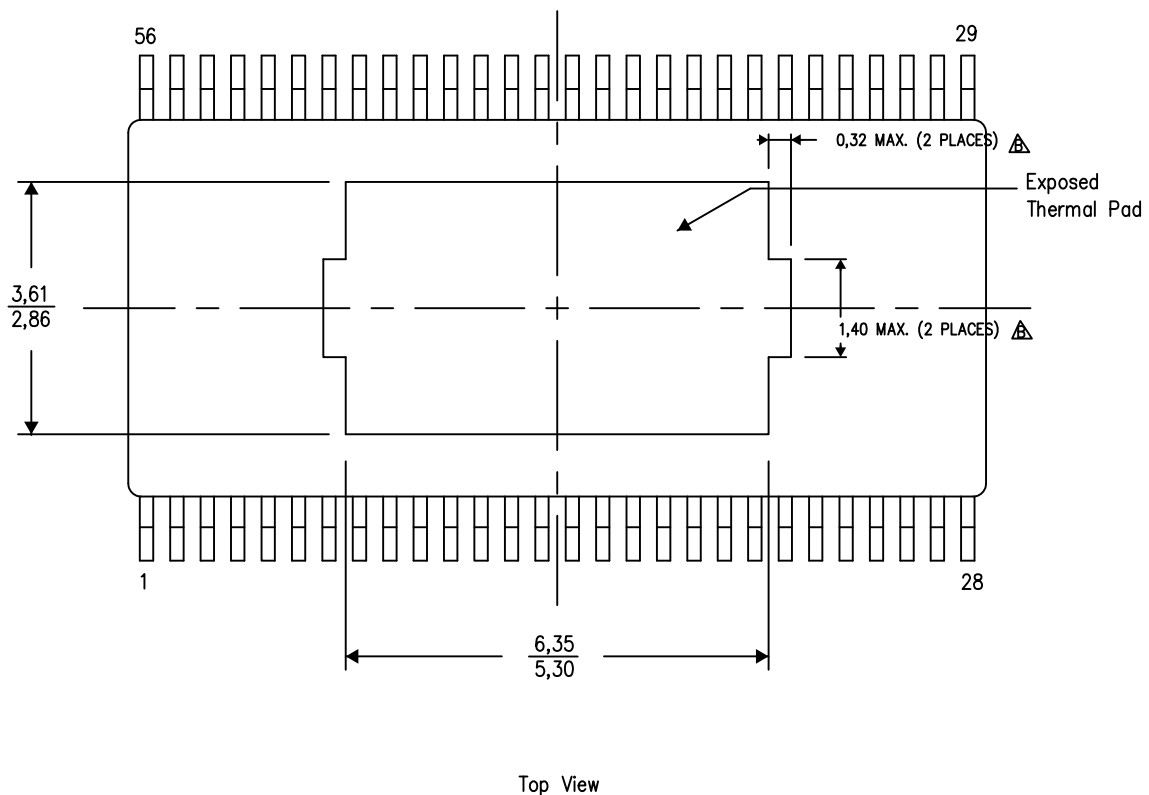 56
29
0,32 MAX. (2 PLACES) B
Exposed
Thermal Pad
3,61
2,86
1,40 MAX. (2 PLACES) B
1
28
6,35
5,30
Top View